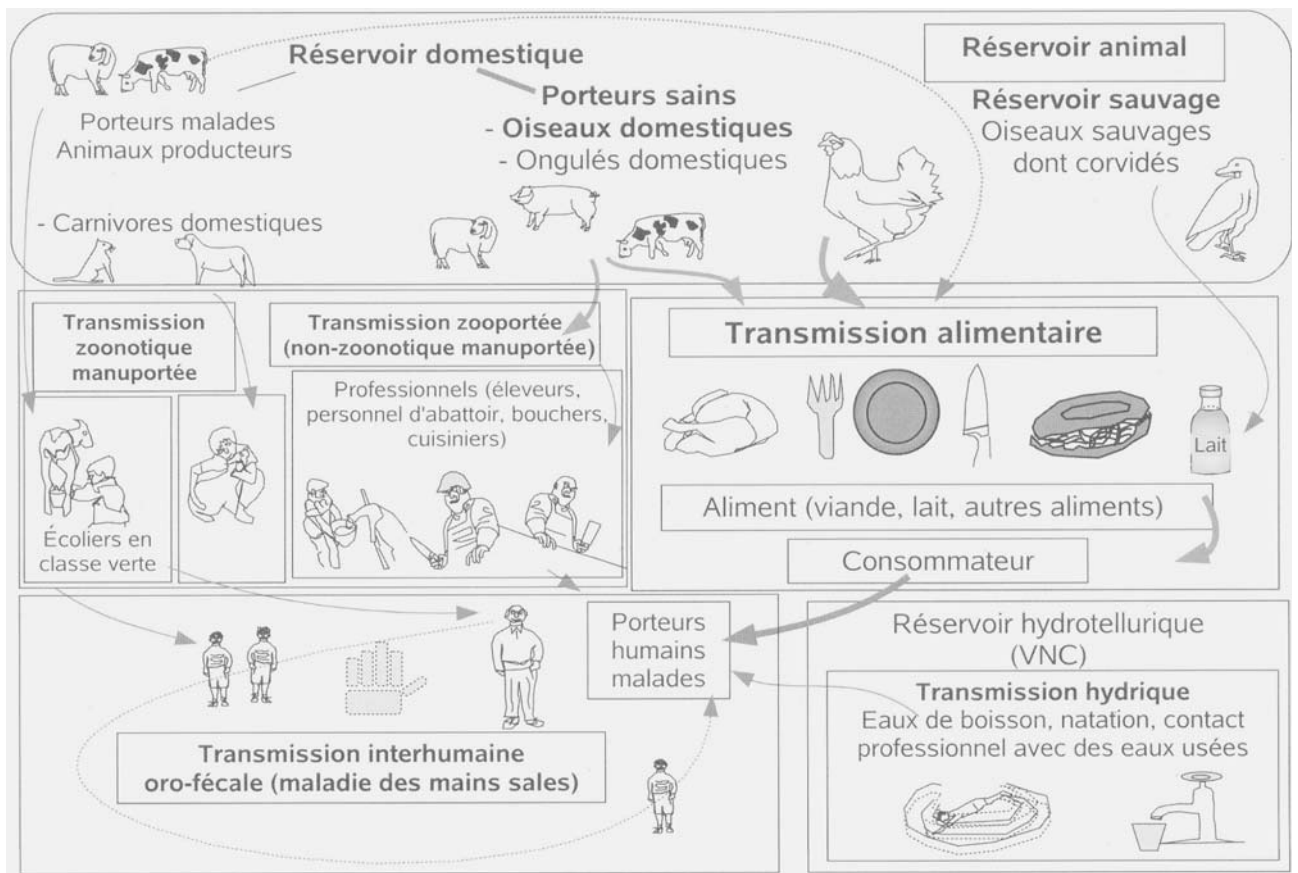 Réservoir domestique
Réservoir animal
Porteurs malades
Animaux producteurs
Porteurs sains
- Oiseaux domestiques
- Ongulés domestiques
Réservoir sauvage
Oiseaux sauvages
dont corvidés
- Carnivores domestiques
Transmission
zoonotique
manuportée
Transmission zooportée
(non-zoonotique manuportée)
Professionnels (éleveurs,
personnel d'abattoir, bouchers,
cuisiniers)
Écoliers en
classe verte
Transmission alimentaire
Lait
Aliment (viande, lait, autres aliments)
Consommateur
Porteurs
humains
malades
Transmission interhumaine
oro-fécale (maladie des mains sales)
Réservoir hydrotellurique
(VNC)
Transmission hydrique
Eaux de boisson, natation, contact
professionnel avec des eaux usées